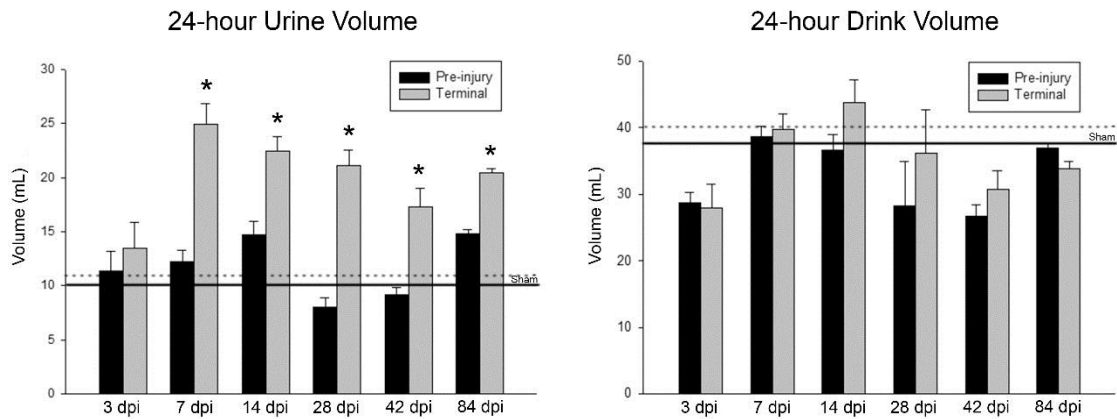 24-hour Urine Volume
Volume (mL)
30
25
20
15
10
5
0
Pre-injury
Terminal
* * * * *
Sham
3 dpi 7 dpi 14 dpi 28 dpi 42 dpi 84 dpi
24-hour Drink Volume
Volume (mL)
50
40
30
20
10
0
Pre-injury
Terminal
Sham
3 dpi 7 dpi 14 dpi 28 dpi 42 dpi 84 dpi